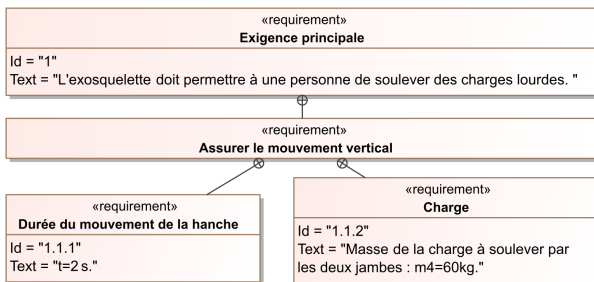 «requirement»
Exigence principale
Id = "1"
Text = "L'exosquelette doit permettre à une personne de soulever des charges lourdes. "
«requirement»
Assurer le mouvement vertical
«requirement»
Durée du mouvement de la hanche
Id = "1.1.1"
Text = "t=2 s."
«requirement»
Charge
Id = "1.1.2"
Text = "Masse de la charge à soulever par
les deux jambes : m4=60kg."